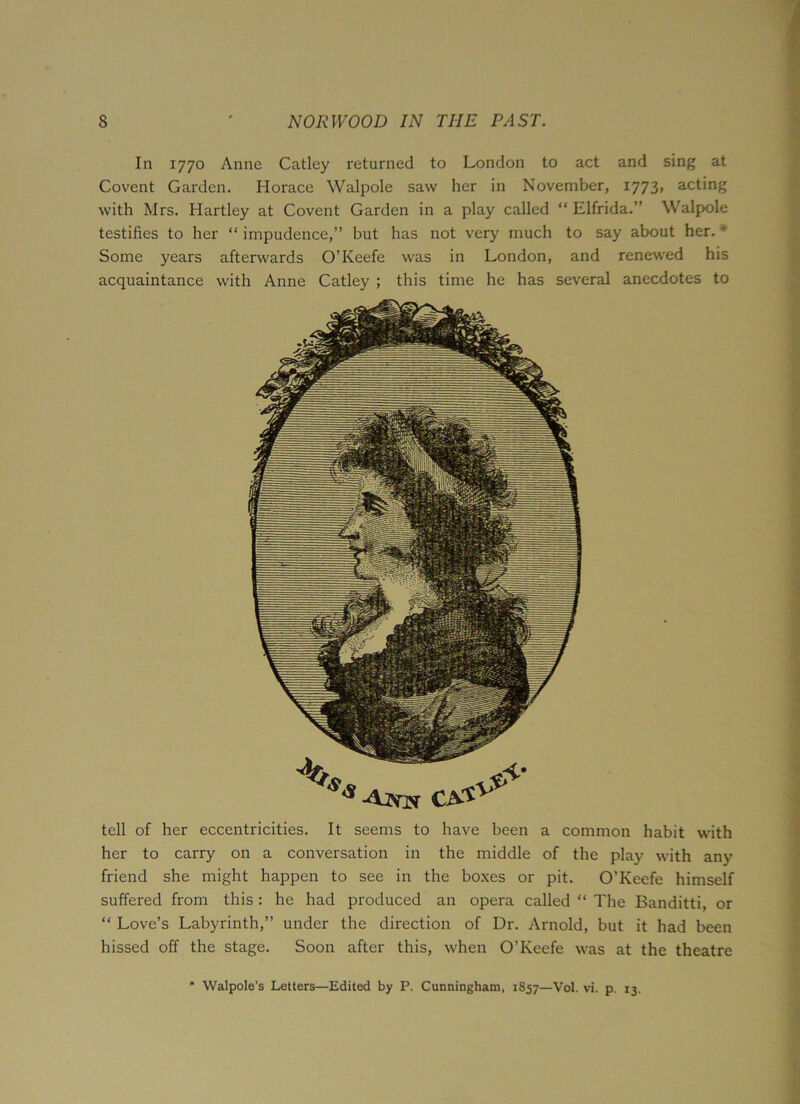 8 NORWOOD IN THE PAST.
In 1770 Anne Catley returned to London to act and sing at
Covent Garden. Horace Walpole saw her in November, 1773, acting
with Mrs. Hartley at Covent Garden in a play called “ Elfrida.” Walpole
testifies to her “ impudence,” but has not very much to say about her. *
Some years afterwards O’Keefe was in London, and renewed his
acquaintance with Anne Catley ; this time he has several anecdotes to
Miss Ann Catley.
tell of her eccentricities. It seems to have been a common habit with
her to carry on a conversation in the middle of the play with any
friend she might happen to see in the boxes or pit. O’Keefe himself
suffered from this : he had produced an opera called “ The Banditti, or
“ Love’s Labyrinth,” under the direction of Dr. Arnold, but it had been
hissed off the stage. Soon after this, when O’Keefe was at the theatre
* Walpole’s Letters—Edited by P. Cunningham, 1857—Vol. vi. p. 13.